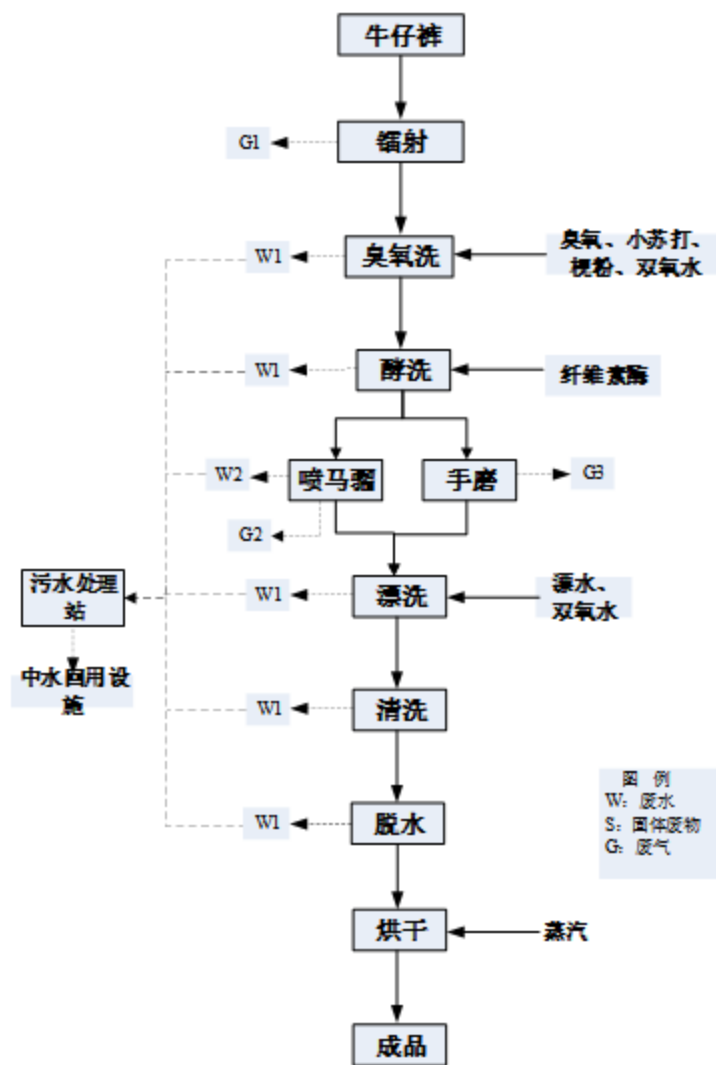 牛仔裤
G1
镭射
W1
臭氧洗
臭氧、小苏打、
梗粉、双氧水
W1
酵洗
纤维素酶
W2
喷马骝
手磨
G3
G2
污水处理
站
W1
漂洗
漂水、
双氧水
中水回用设
施
W1
清洗
图 例
W：废水
S：固体废物
G：废气
W1
脱水
烘干
蒸汽
成品